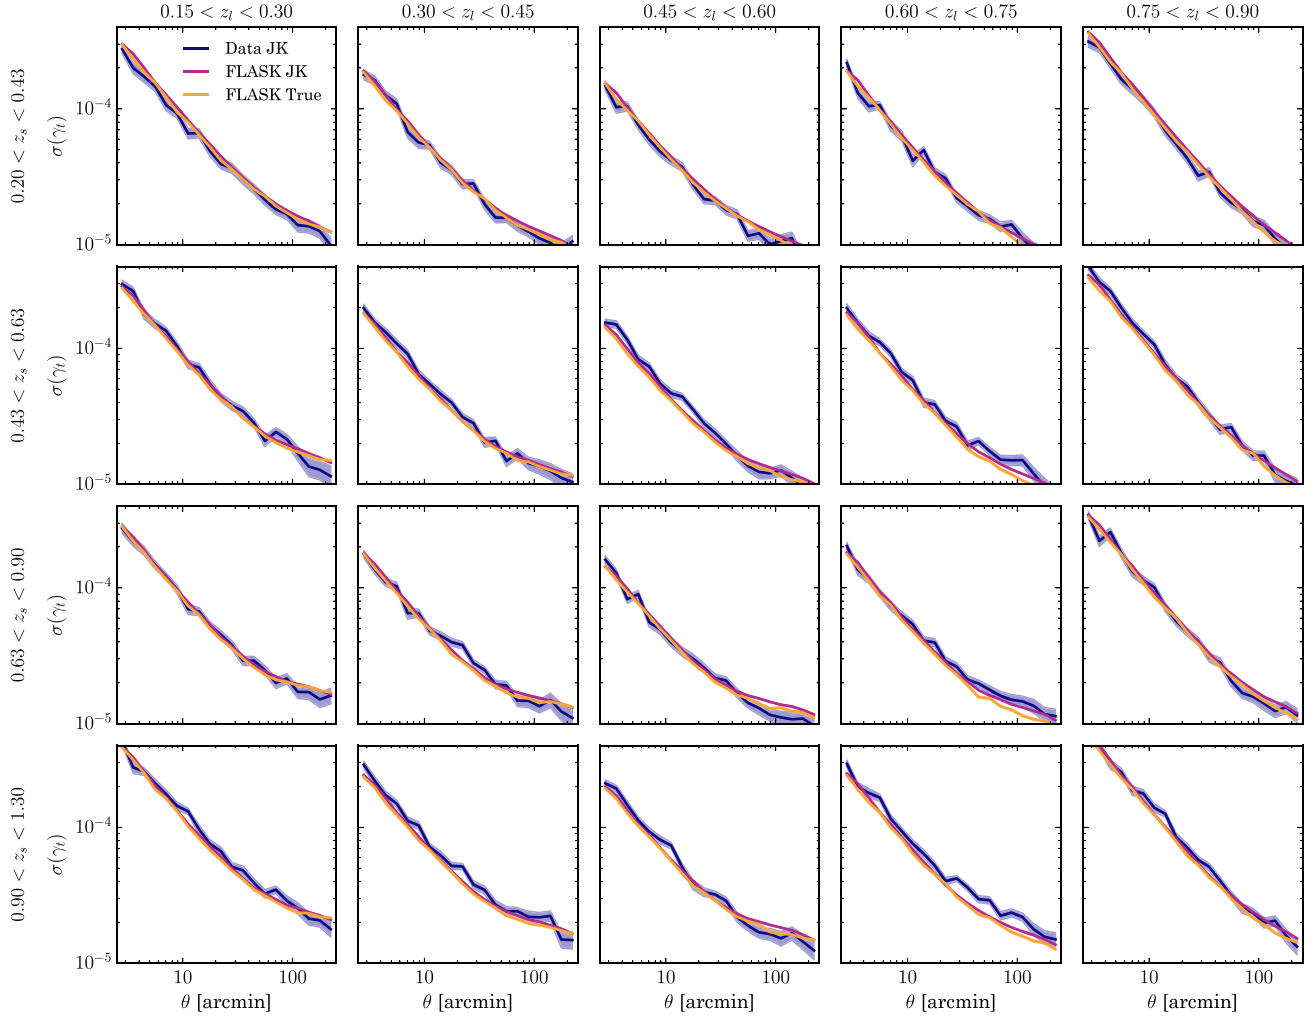 0.15 < z_l < 0.30 0.30 < z_l < 0.45 0.45 < z_l < 0.60 0.60 < z_l < 0.75 0.75 < z_l < 0.90
0.20 < z_s < 0.43
σ(γ_t)
10^{-4}
10^{-5}
Data JK
FLASK JK
FLASK True
0.43 < z_s < 0.63
σ(γ_t)
10^{-4}
10^{-5}
0.63 < z_s < 0.90
σ(γ_t)
10^{-4}
10^{-5}
0.90 < z_s < 1.30
σ(γ_t)
10^{-4}
10^{-5}
10 100 10 100 10 100 10 100 10 100
θ [arcmin] θ [arcmin] θ [arcmin] θ [arcmin] θ [arcmin]